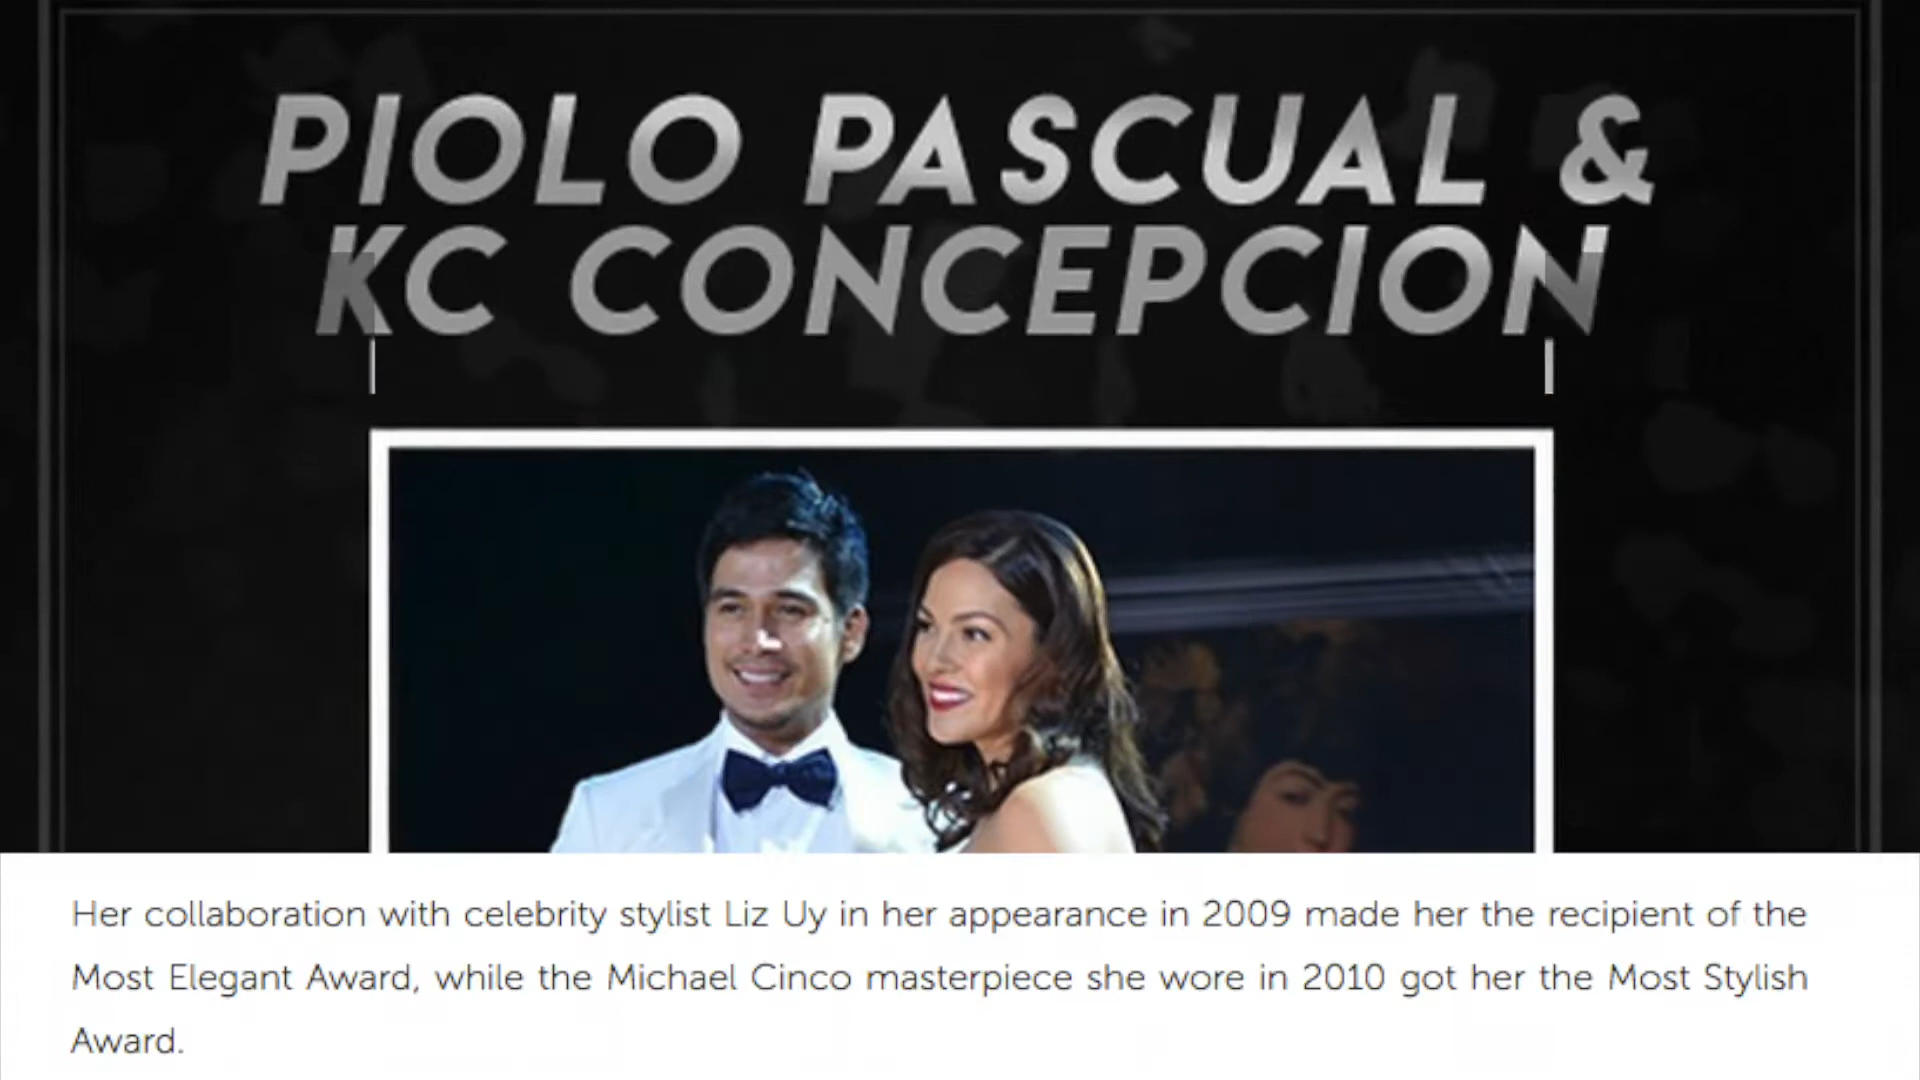 PIOLO PASCUAL &
KC CONCEPCION
Her collaboration with celebrity stylist Liz Uy in her appearance in 2009 made her the recipient of the
Most Elegant Award, while the Michael Cinco masterpiece she wore in 2010 got her the Most Stylish
Award.